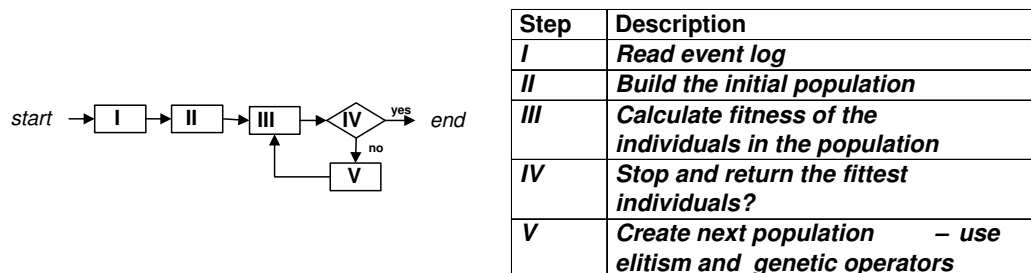 start
I
II
III
IV
yes
end
no
V
Step Description
I Read event log
II Build the initial population
III Calculate fitness of the
individuals in the population
IV Stop and return the fittest
individuals?
V Create next population – use
elitism and genetic operators